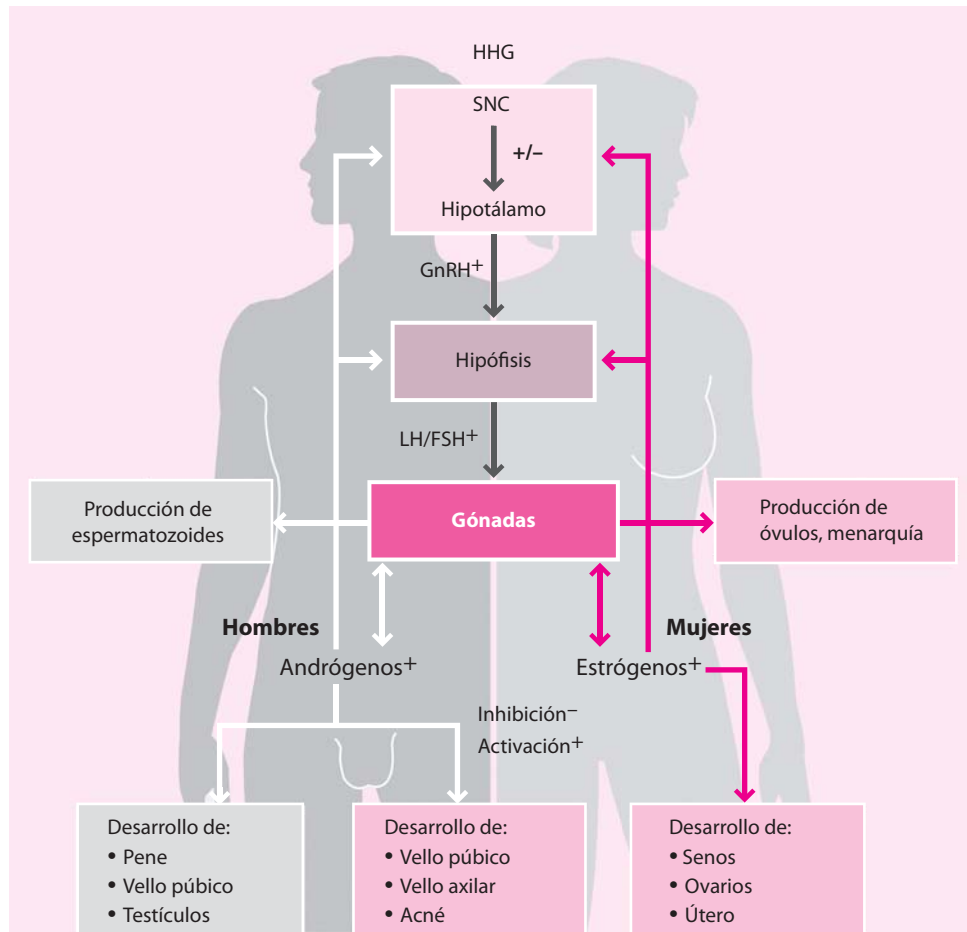 HHG
SNC
+/−
Hipotálamo
GnRH+
Hipófisis
LH/FSH+
Gónadas
Producción de
espermatozoides
Producción de
óvulos, menarquía
Hombres
Mujeres
Andrógenos+
Estrógenos+
Inhibición−
Activación+
Desarrollo de:
• Pene
• Vello púbico
• Testículos
Desarrollo de:
• Vello púbico
• Vello axilar
• Acné
Desarrollo de:
• Senos
• Ovarios
• Útero